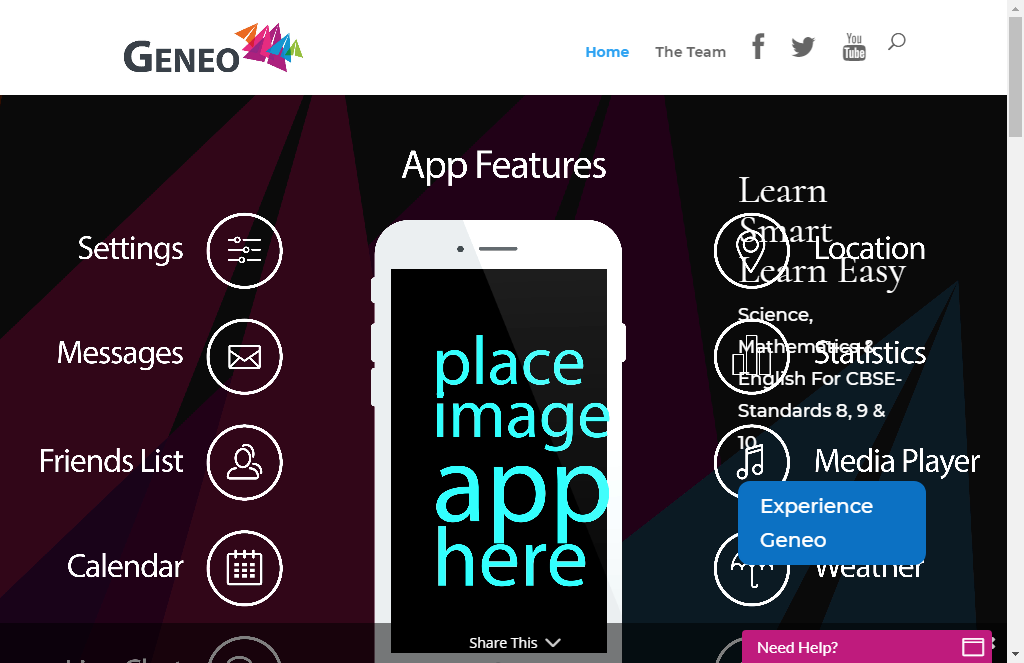 GENEO
Home
The Team
You
Tube
App Features
Settings
Messages
Friends List
Calendar
place
image
app
here
Learn
Smart
Learn Easy
Location
Science,
Mathematics &
English For CBSE-
Standards 8, 9 &
10
Statistics
Media Player
Experience
Geneo
Weather
Share This
Need Help?